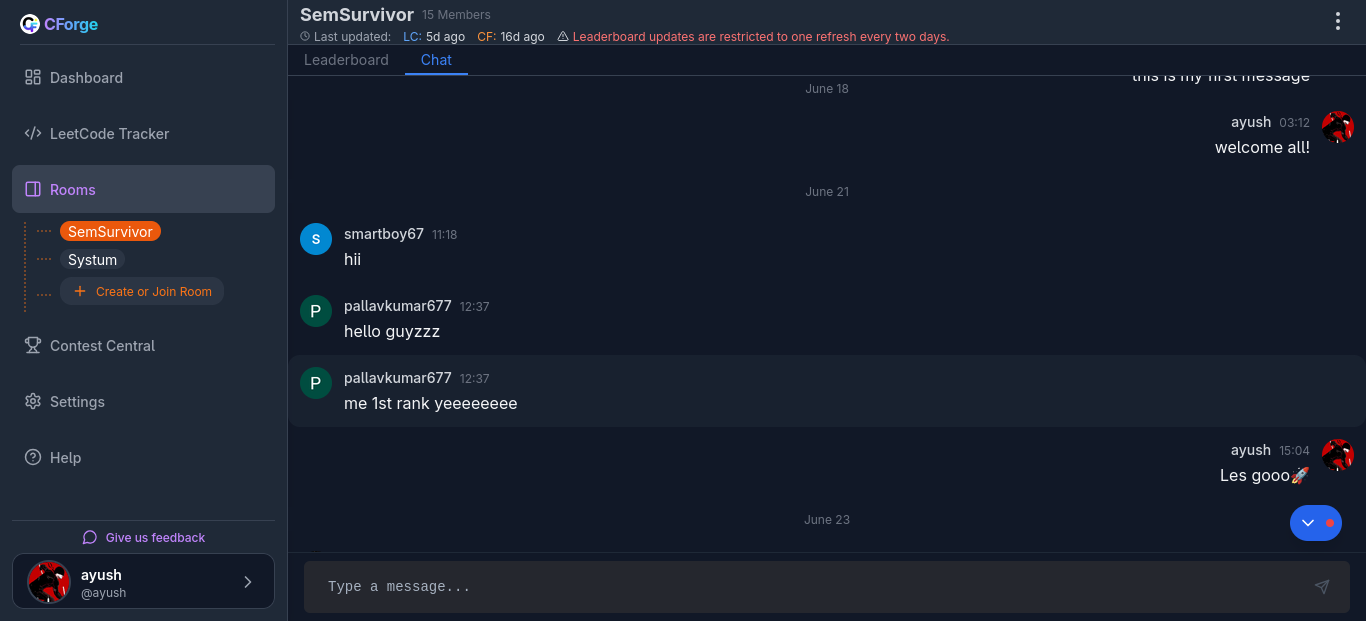 CForge
Dashboard
LeetCode Tracker
Rooms
SemSurvivor
Systum
+ Create or Join Room
Contest Central
Settings
Help
Give us feedback
ayush
@ayush
SemSurvivor 15 Members
Last updated: LC: 5d ago CF: 16d ago Leaderboard updates are restricted to one refresh every two days.
Leaderboard Chat
this is my first message
June 18
ayush 03:12
welcome all!
June 21
S
smartboy67 11:18
hii
P
pallavkumar677 12:37
hello guyzzz
P
pallavkumar677 12:37
me 1st rank yeeeeeeee
ayush 15:04
Les gooo🚀
June 23
Type a message...